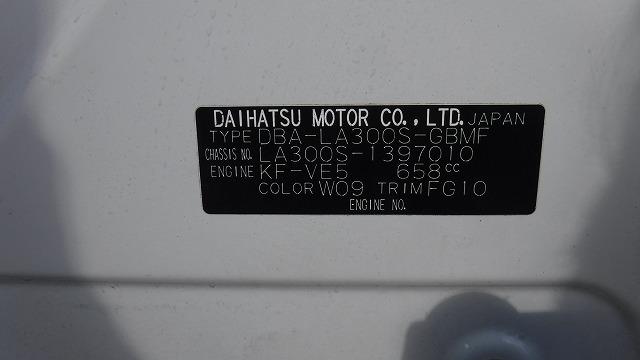 DAIHATSU MOTOR CO., LTD. JAPAN
TYPE DBA-LA300S-GBMF
CHASSIS NO. LA300S-1397010
ENGINE KF-VE5 658cc
COLOR W09 TRIM FG10
ENGINE NO.